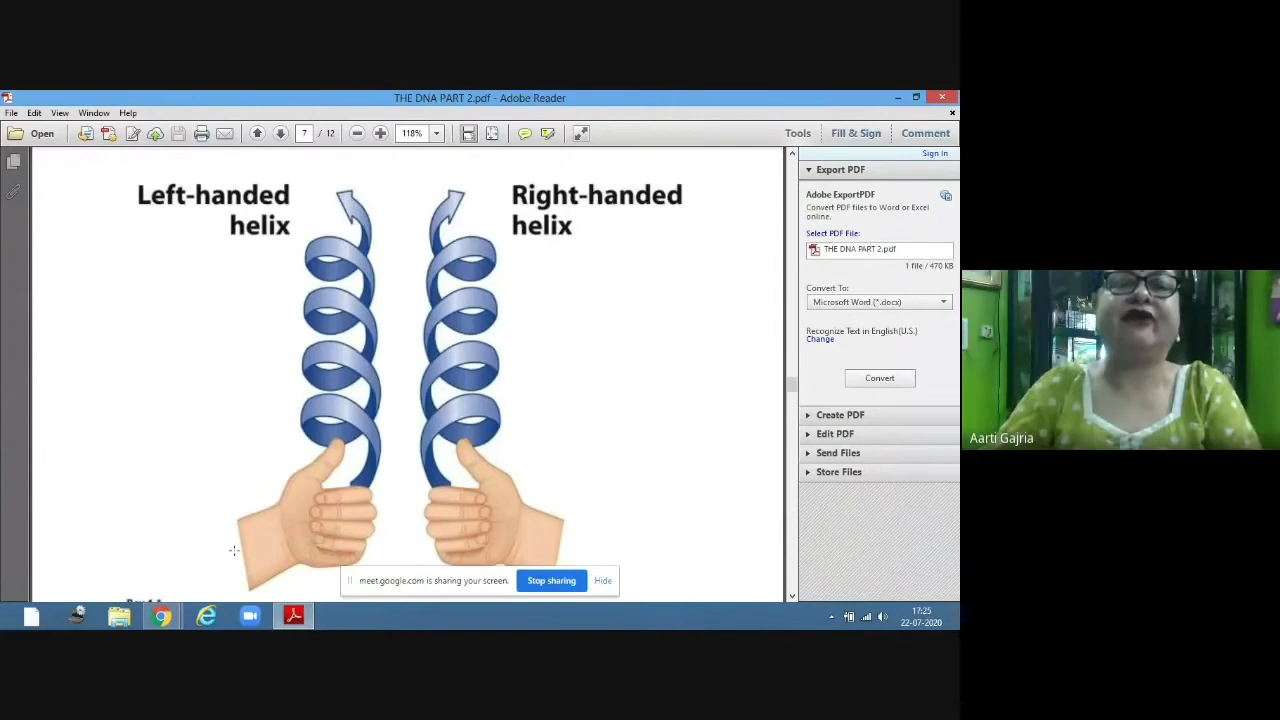 THE DNA PART 2.pdf - Adobe Reader
File Edit View Window Help
Open 7 / 12 118% Tools Fill & Sign Comment
Sign In
Export PDF
Adobe ExportPDF
Convert PDF files to Word or Excel
online.
Select PDF File:
THE DNA PART 2.pdf
1 file / 470 KB
Convert To:
Microsoft Word (*.docx)
Recognize Text in English(U.S.)
Change
Convert
Create PDF
Edit PDF
Send Files
Store Files
Left-handed
helix
Right-handed
helix
meet.google.com is sharing your screen. Stop sharing Hide
17:25
22-07-2020
Aarti Gajria